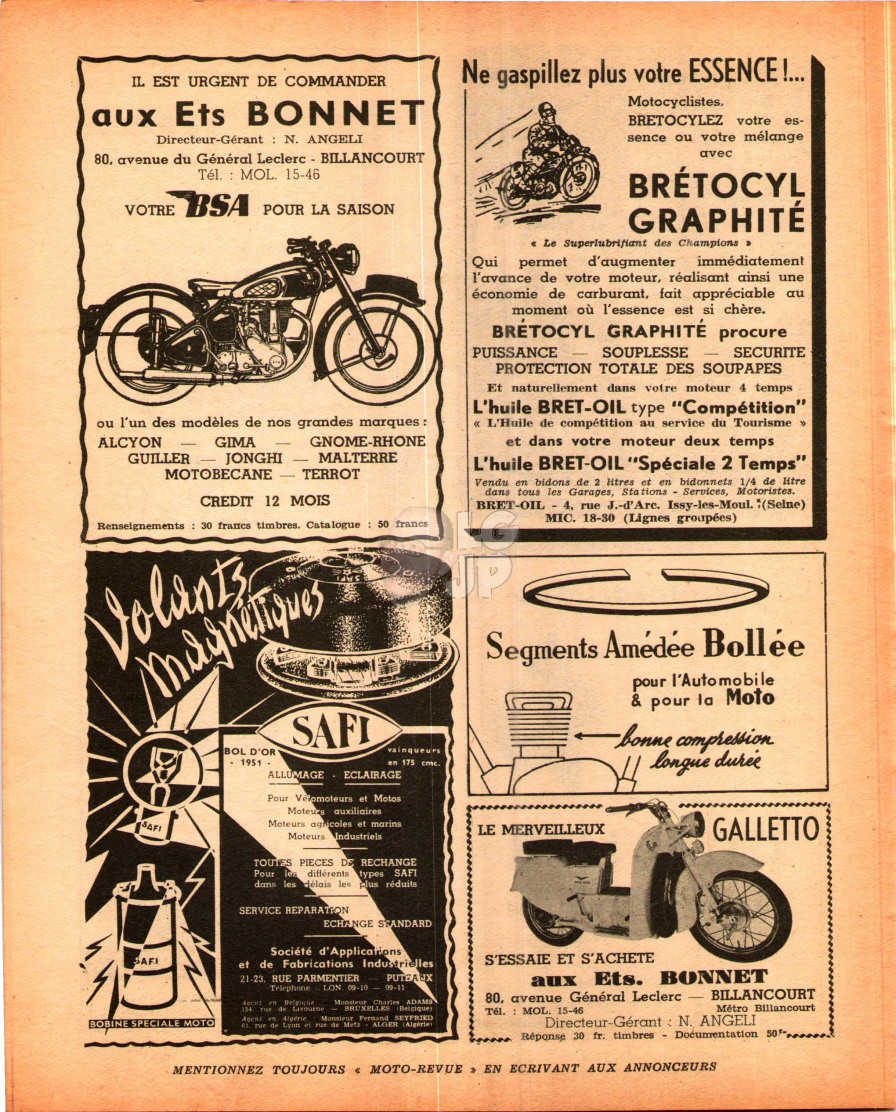 IL EST URGENT DE COMMANDER
aux Ets BONNET
Directeur-Gérant : N. ANGELI
80, avenue du Général Leclerc - BILLANCOURT
Tél. : MOL. 15-46
VOTRE BSA POUR LA SAISON
ou l'un des modèles de nos grandes marques :
ALCYON — GIMA — GNOME-RHONE
GUILLER — JONGHI — MALTERRE
MOTOBECANE — TERROT
CREDIT 12 MOIS
Renseignements : 30 francs timbres. Catalogue : 50 francs
Ne gaspillez plus votre ESSENCE !...
Motocyclistes,
BRETOCYLEZ votre es-
sence ou votre mélange
avec
BRÉTOCYL
GRAPHITÉ
« Le Superlubrifiant des Champions »
Qui permet d'augmenter immédiatement
l'avance de votre moteur, réalisant ainsi une
économie de carburant, fait appréciable au
moment où l'essence est si chère.
BRÉTOCYL GRAPHITÉ procure
PUISSANCE — SOUPLESSE — SECURITE
PROTECTION TOTALE DES SOUPAPES
Et naturellement dans votre moteur 4 temps
L'huile BRET-OIL type "Compétition"
« L'Huile de compétition au service du Tourisme »
et dans votre moteur deux temps
L'huile BRET-OIL "Spéciale 2 Temps"
Vendu en bidons de 2 litres et en bidonnets 1/4 de litre
dans tous les Garages, Stations - Services, Motoristes.
BRET-OIL - 4, rue J.-d'Arc. Issy-les-Moul. (Seine)
MIC. 18-30 (Lignes groupées)
Volants
Magnétiques
SAFI
SAFI
BOL D'OR
- 1951 -
vainqueurs
en 175 cmc.
ALLUMAGE - ECLAIRAGE
Pour Vélomoteurs et Motos
Moteurs auxiliaires
Moteurs agricoles et marins
Moteurs Industriels
TOUTES PIECES DE RECHANGE
Pour les différents types SAFI
dans les délais les plus réduits
SERVICE REPARATION
ECHANGE STANDARD
Société d'Applications
et de Fabrications Industrielles
21-23, RUE PARMENTIER — PUTEAUX
Telephone LON. 09-10 — 09-11
Agent en Belgique : Monsieur Charles ADAMS
154, rue de Livourne — BRUXELLES (Belgique)
Agent en Algérie : Monsieur Fernand SEYFRIED
61, rue de Lyon et rue de Metz - ALGER (Algérie)
SAFI
SAFI
BOBINE SPECIALE MOTO
Segments Amédée Bollée
pour l'Automobile
& pour la Moto
bonne compression
longue durée
LE MERVEILLEUX GALLETTO
S'ESSAIE ET S'ACHETE
aux Ets. BONNET
80, avenue Général Leclerc — BILLANCOURT
Tél. : MOL. 15-46 Métro Billancourt
Directeur-Gérant : N. ANGELI
Réponse 30 fr. timbres - Documentation 50 fr.
MENTIONNEZ TOUJOURS « MOTO-REVUE » EN ECRIVANT AUX ANNONCEURS